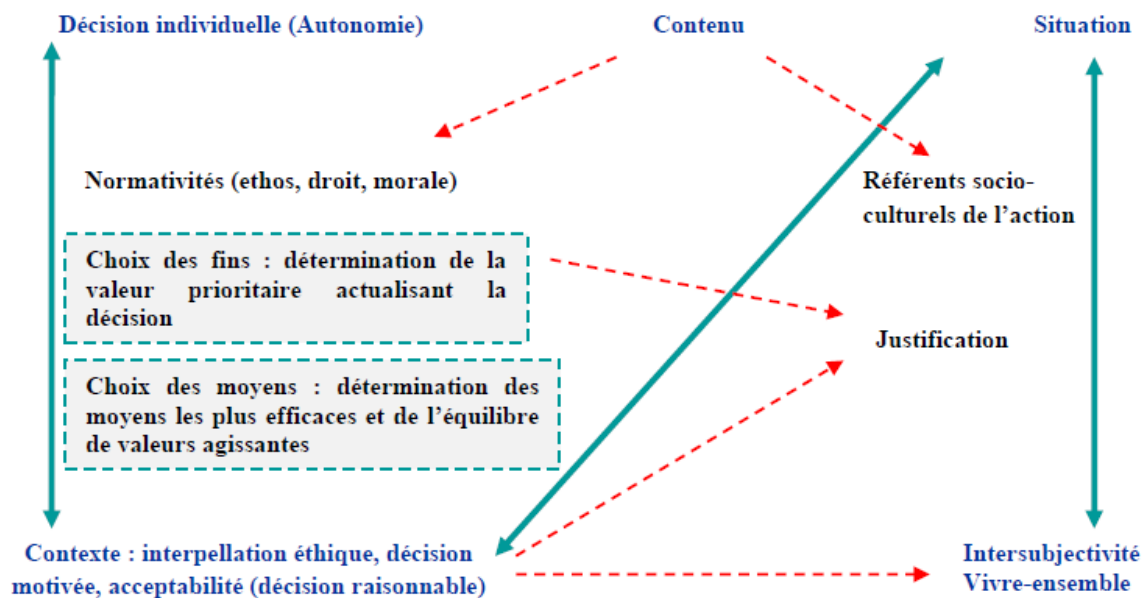 Décision individuelle (Autonomie)
Contenu
Situation
Normativités (ethos, droit, morale)
Référents socio-
culturels de l'action
Choix des fins : détermination de la
valeur prioritaire actualisant la
décision
Justification
Choix des moyens : détermination des
moyens les plus efficaces et de l'équilibre
de valeurs agissantes
Contexte : interpellation éthique, décision
motivée, acceptabilité (décision raisonnable)
Intersubjectivité
Vivre-ensemble